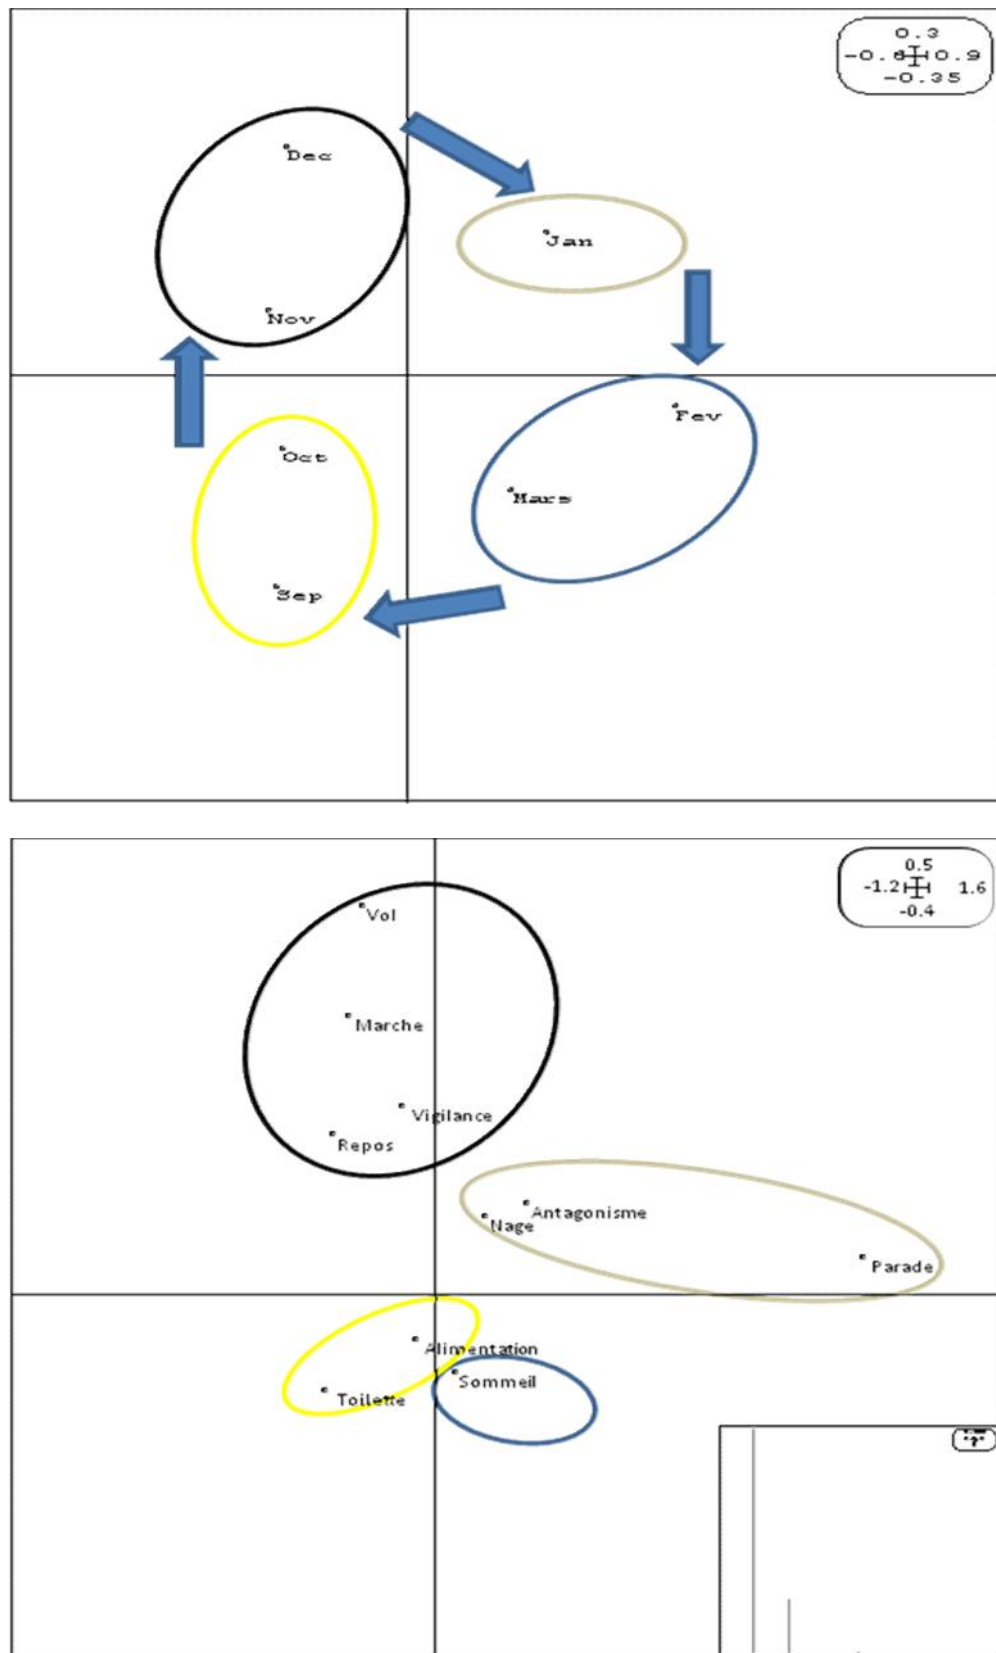 0.3
-0.6 0.9
-0.35
Dec
Jan
Nov
Fev
Oct
Mars
Sep
0.5
-1.2 1.6
-0.4
Vol
Marche
Vigilance
Repos
Antagonisme
Nage
Parade
Alimentation
Sommeil
Toilette
"?"